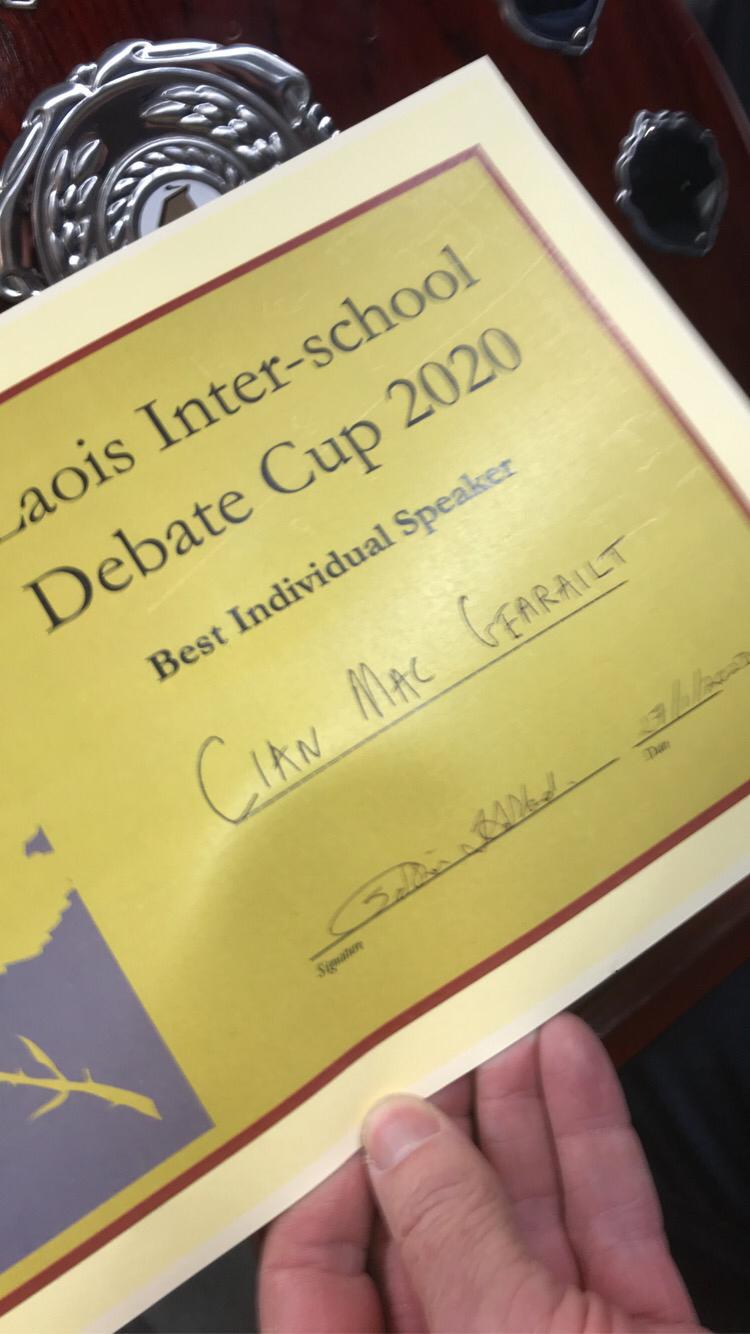 Laois Inter-school
Debate Cup 2020
Best Individual Speaker
CIAN MAC GEARAILT
Signature
Date